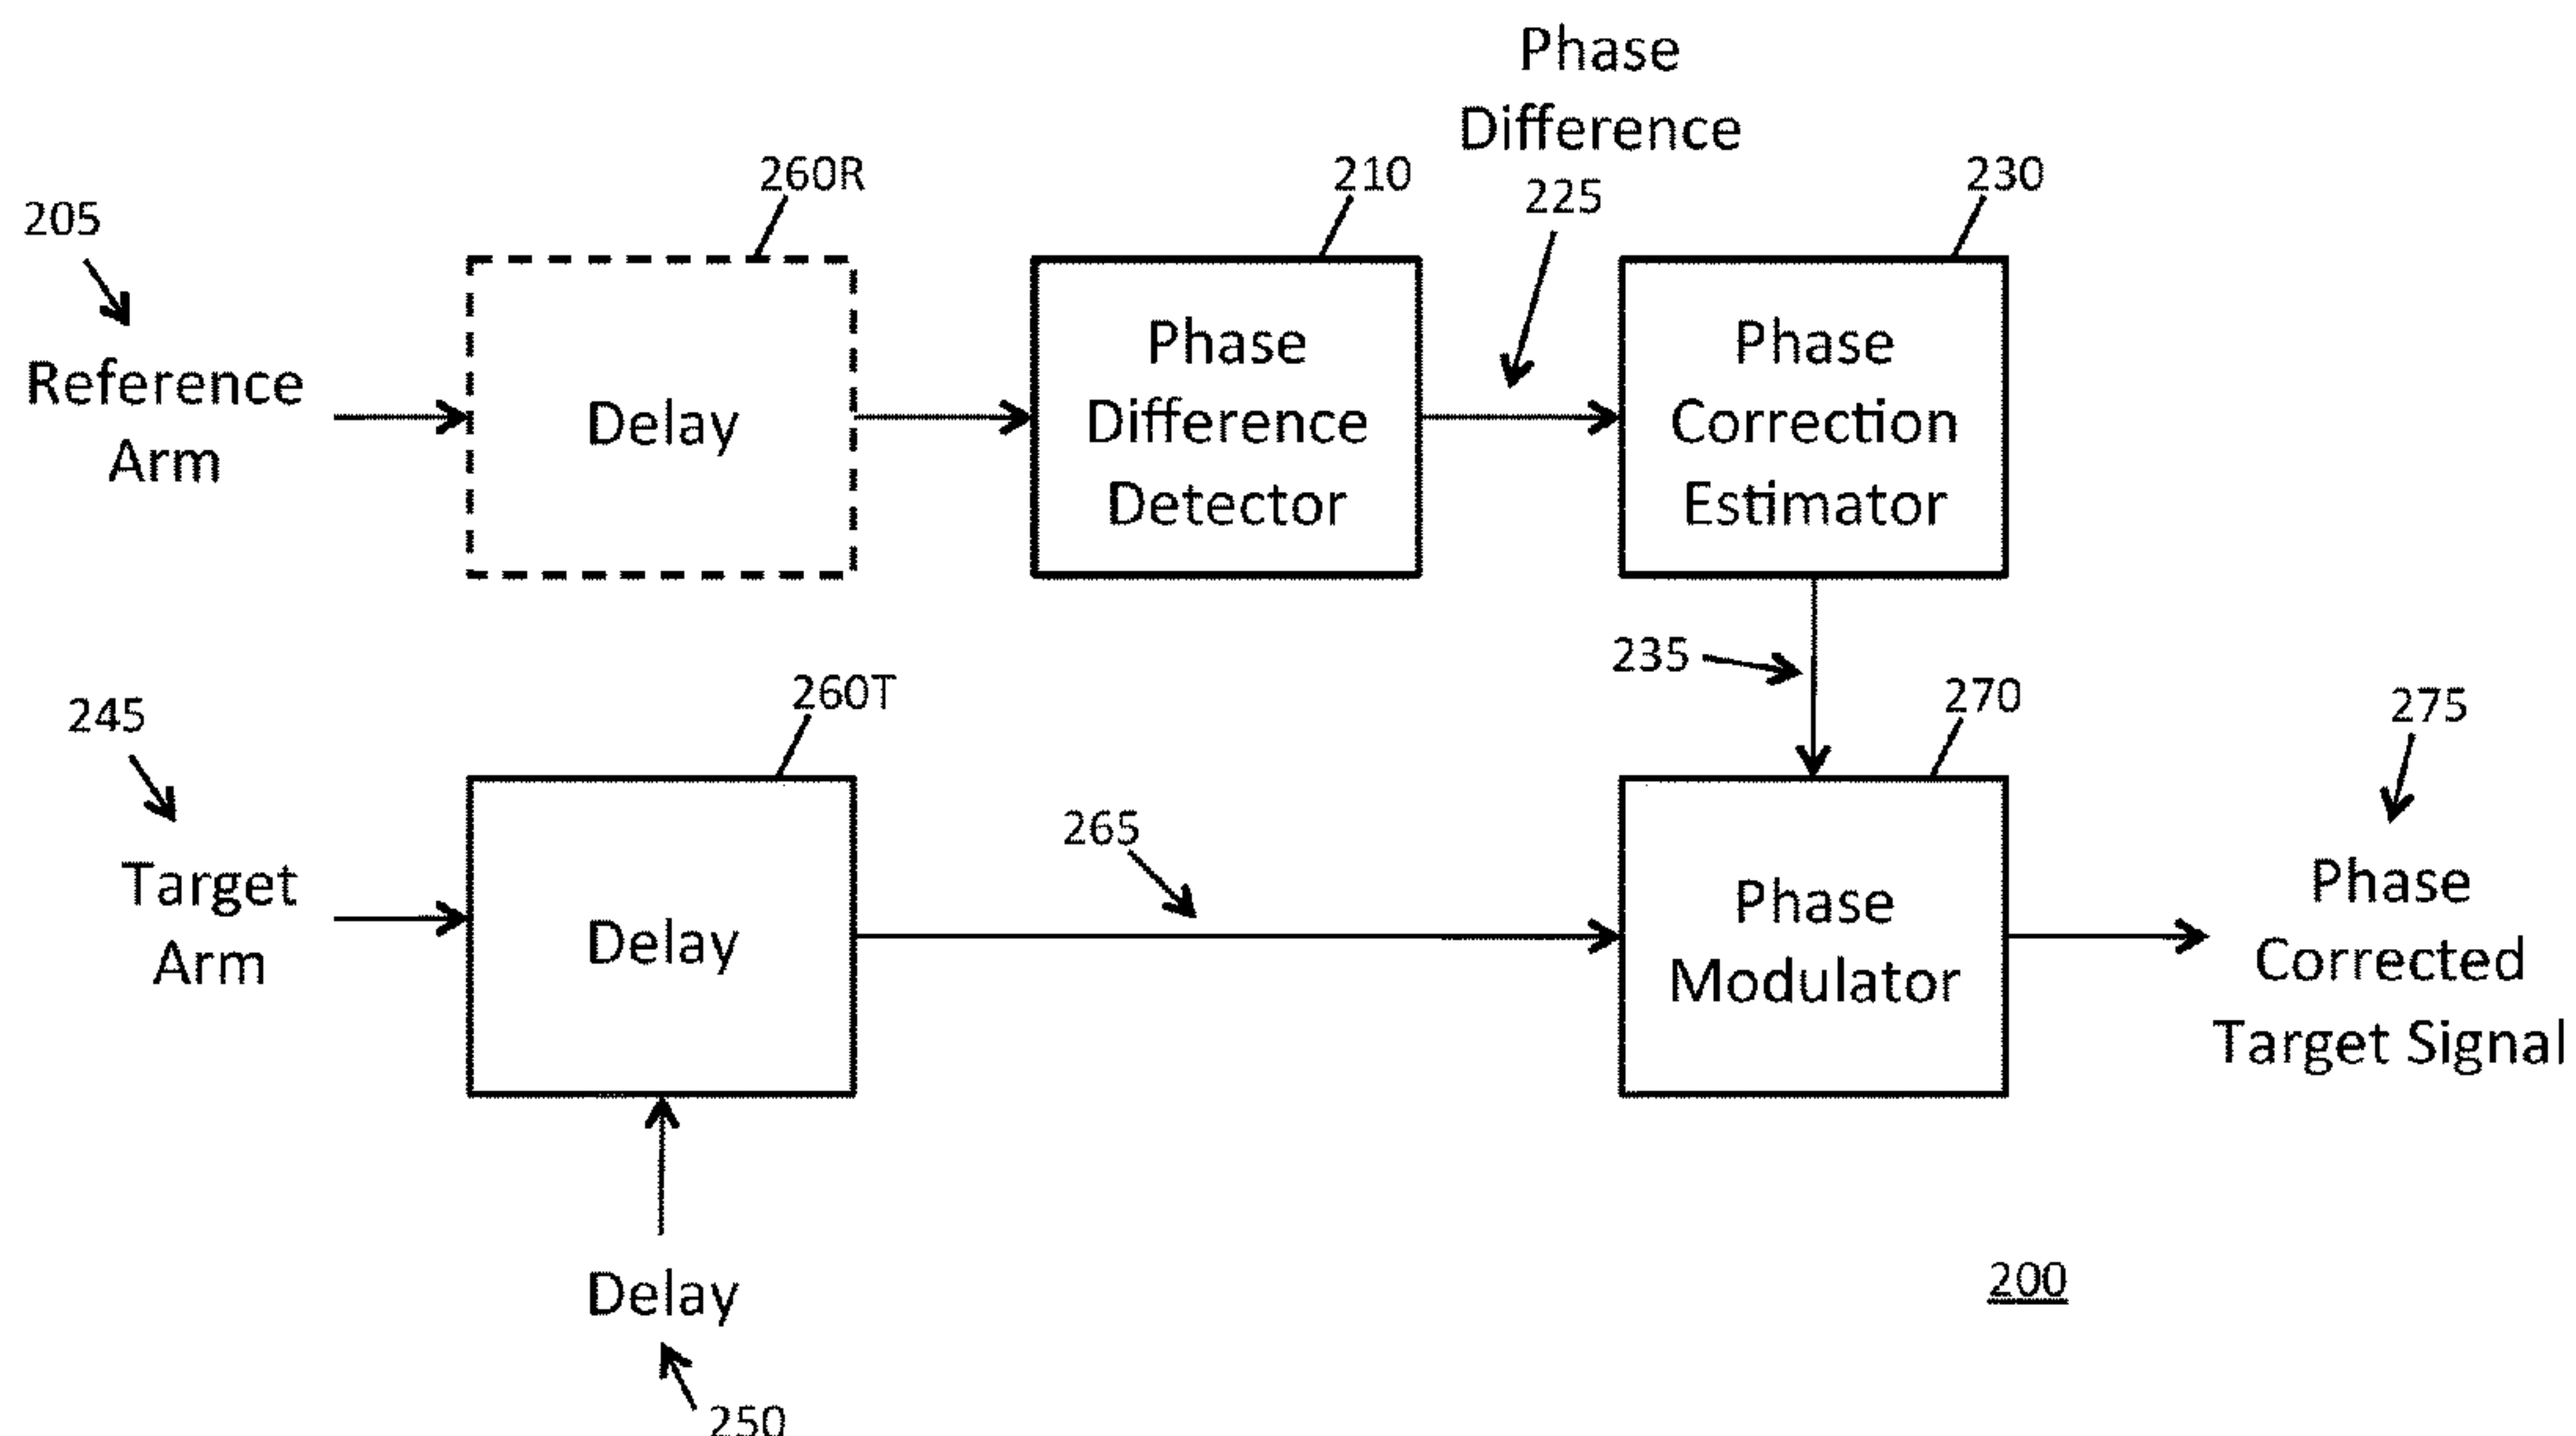 Phase
Difference
225
205
260R
210
230
Reference
Arm
Delay
Phase
Difference
Detector
Phase
Correction
Estimator
235
245
260T
270
275
265
Target
Arm
Delay
Phase
Modulator
Phase
Corrected
Target Signal
Delay
250
200